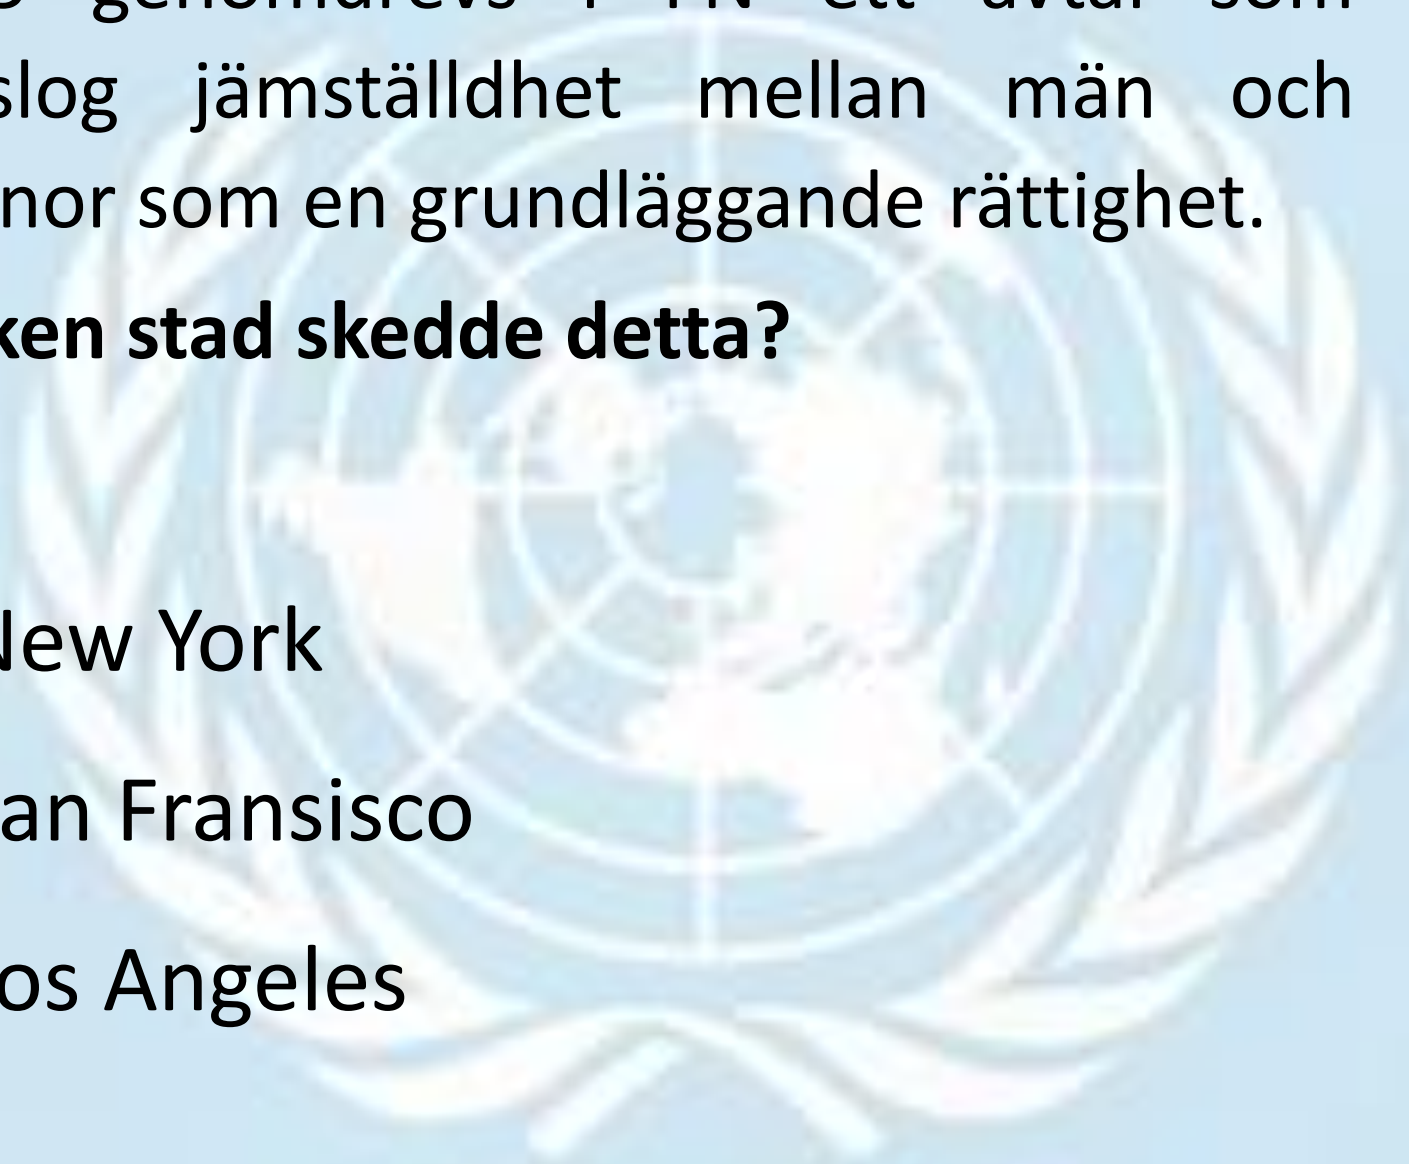 genomdrevs i FN ett avtal som
slog jämställdhet mellan män och
nor som en grundläggande rättighet.
ken stad skedde detta?
New York
an Fransisco
os Angeles